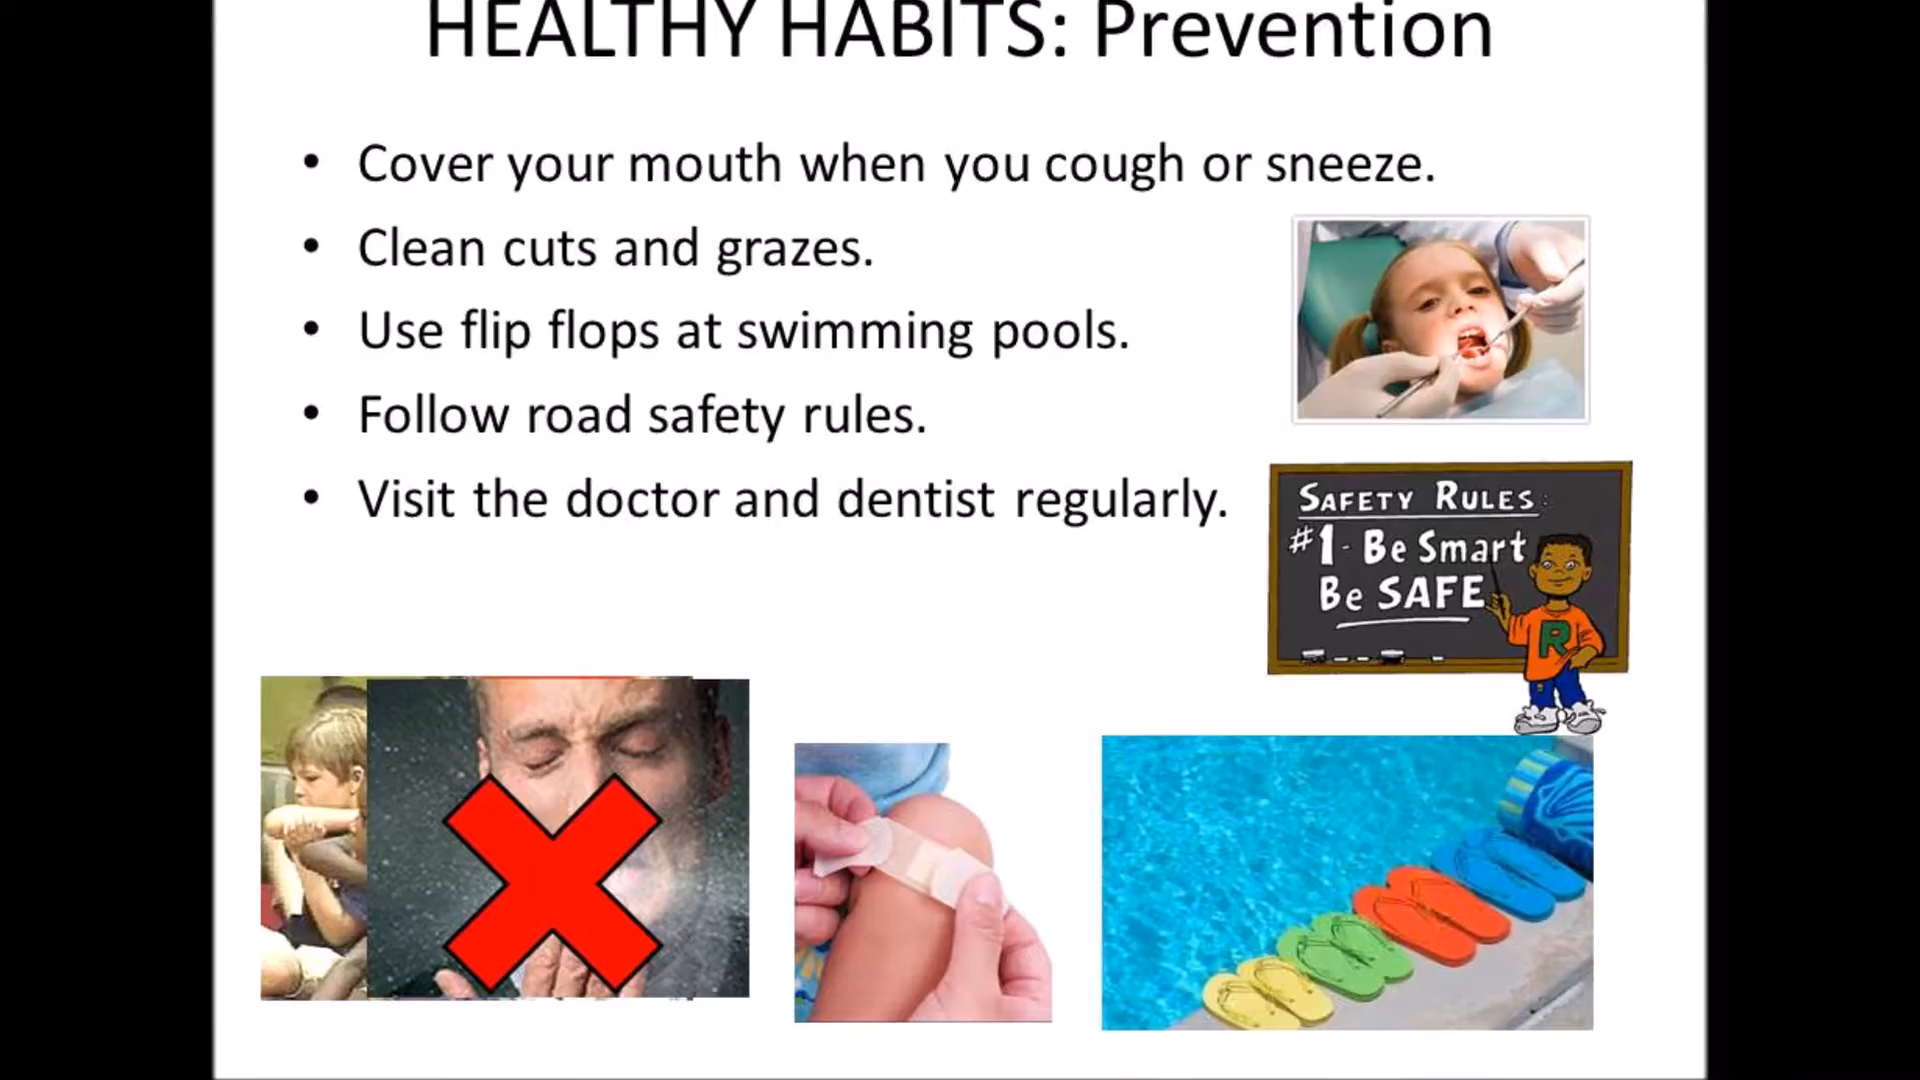 HEALTHY HABITS: Prevention
• Cover your mouth when you cough or sneeze.
• Clean cuts and grazes.
• Use flip flops at swimming pools.
• Follow road safety rules.
• Visit the doctor and dentist regularly.
SAFETY RULES:
#1- Be Smart
Be SAFE
R